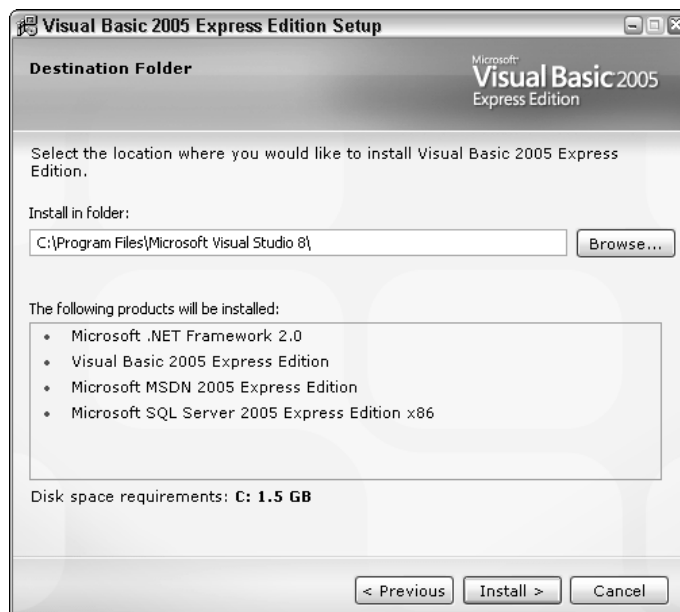 Visual Basic 2005 Express Edition Setup
Destination Folder
Microsoft
Visual Basic 2005
Express Edition
Select the location where you would like to install Visual Basic 2005 Express
Edition.
Install in folder:
C:\Program Files\Microsoft Visual Studio 8\
Browse...
The following products will be installed:
• Microsoft .NET Framework 2.0
• Visual Basic 2005 Express Edition
• Microsoft MSDN 2005 Express Edition
• Microsoft SQL Server 2005 Express Edition x86
Disk space requirements: C: 1.5 GB
< Previous Install > Cancel